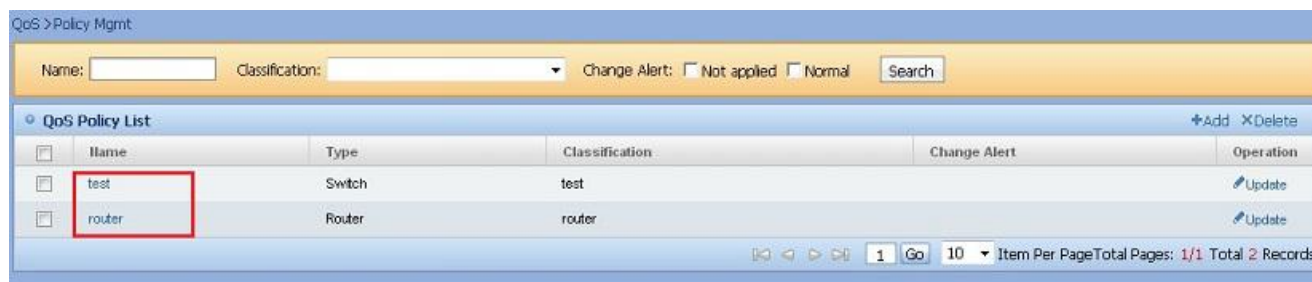 QoS >Policy Mgmt
Name: Classification: Change Alert: Not applied Normal Search
QoS Policy List +Add ×Delete
Name Type Classification Change Alert Operation
test Switch test Update
router Router router Update
1 Go 10 Item Per PageTotal Pages: 1/1 Total 2 Records